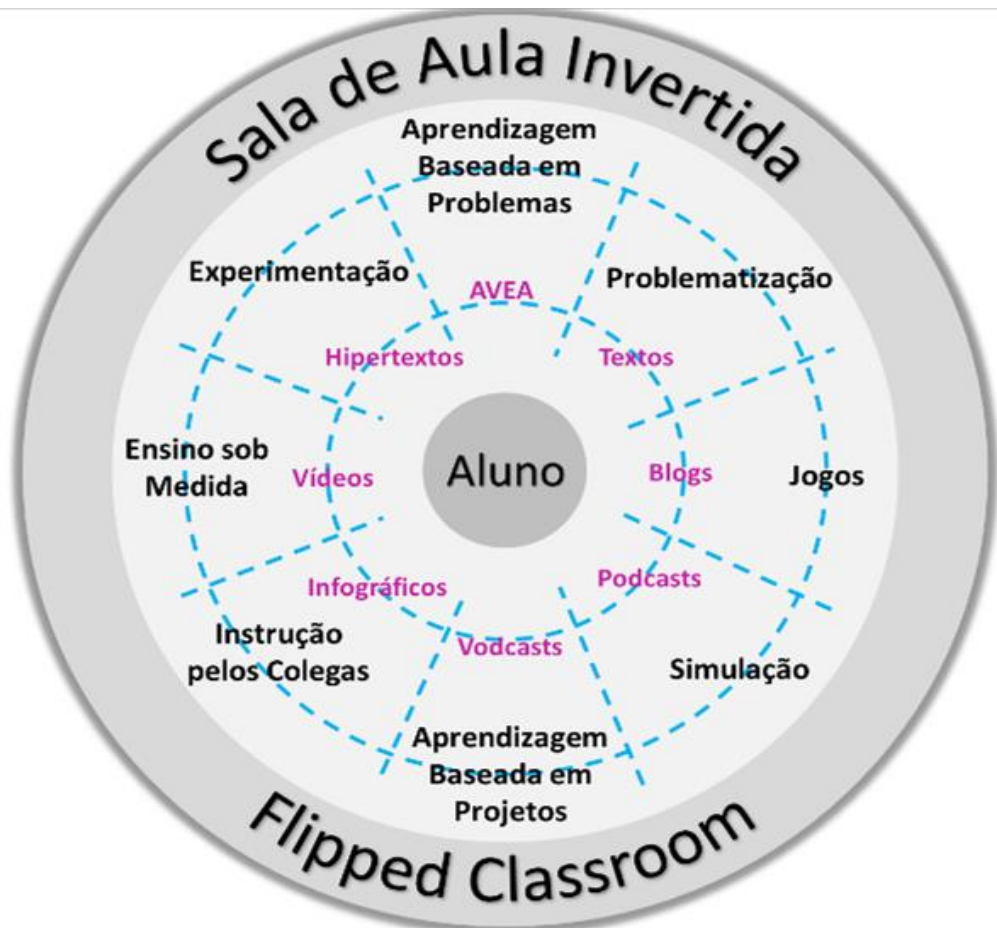 Sala de Aula Invertida
Aprendizagem
Baseada em
Problemas
Experimentação
Problematização
AVEA
Hipertextos
Textos
Ensino sob
Medida
Vídeos
Aluno
Blogs
Jogos
Infográficos
Podcasts
Vodcasts
Instrução
pelos Colegas
Simulação
Aprendizagem
Baseada em
Projetos
Flipped Classroom